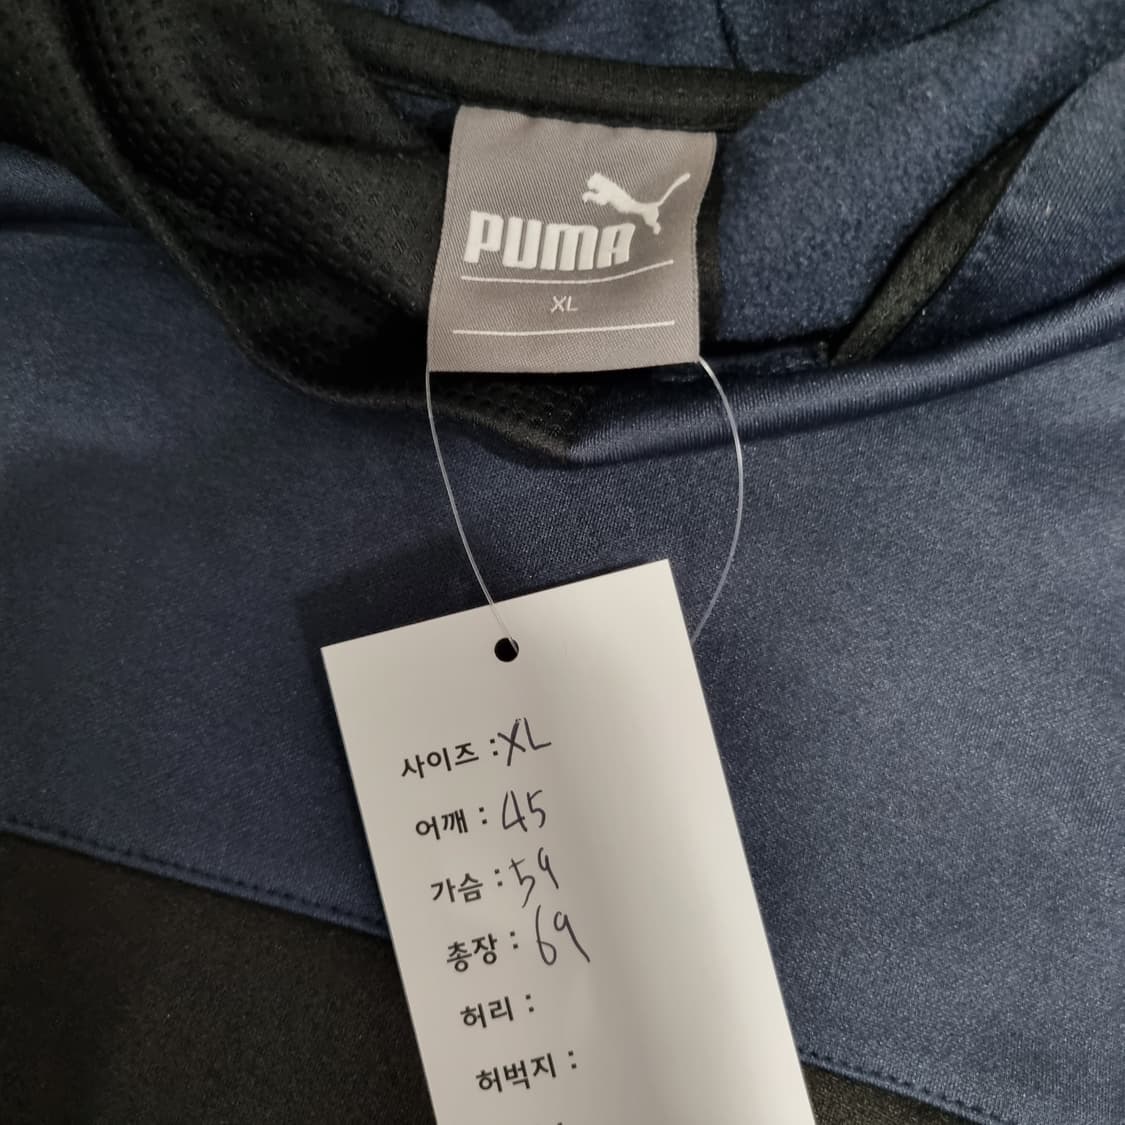 PUMA
XL
사이즈 : XL
어깨 : 45
가슴 : 59
총장 : 69
허리 :
허벅지 :